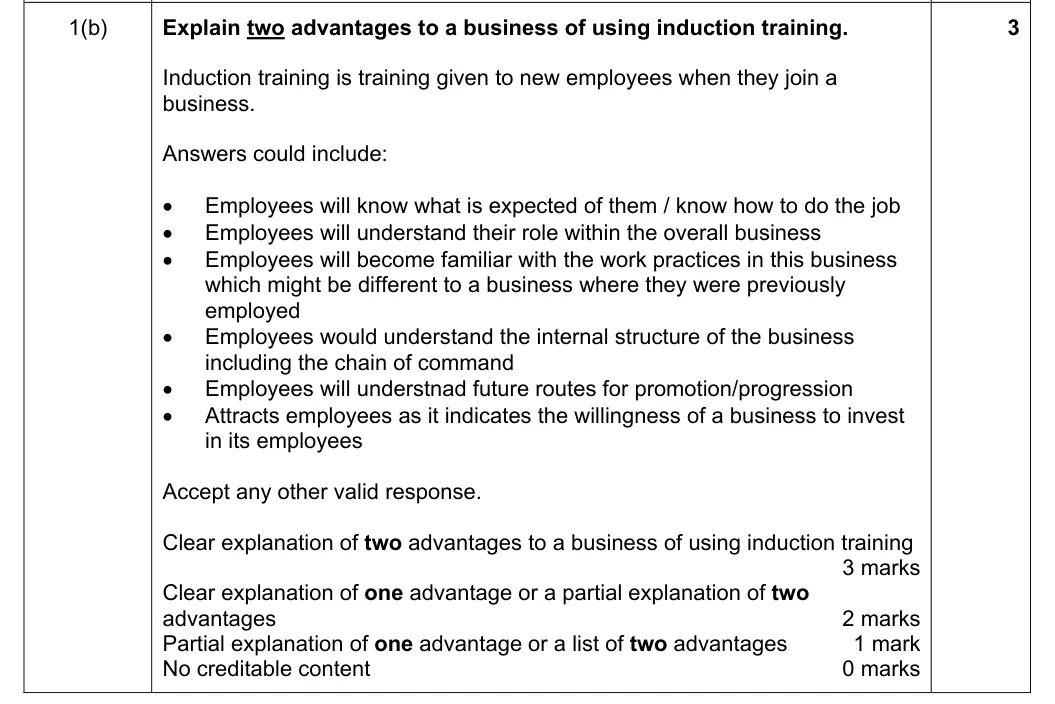 1(b) Explain two advantages to a business of using induction training. 3
Induction training is training given to new employees when they join a
business.
Answers could include:
• Employees will know what is expected of them / know how to do the job
• Employees will understand their role within the overall business
• Employees will become familiar with the work practices in this business
which might be different to a business where they were previously
employed
• Employees would understand the internal structure of the business
including the chain of command
• Employees will understnad future routes for promotion/progression
• Attracts employees as it indicates the willingness of a business to invest
in its employees
Accept any other valid response.
Clear explanation of two advantages to a business of using induction training
3 marks
Clear explanation of one advantage or a partial explanation of two
advantages 2 marks
Partial explanation of one advantage or a list of two advantages 1 mark
No creditable content 0 marks